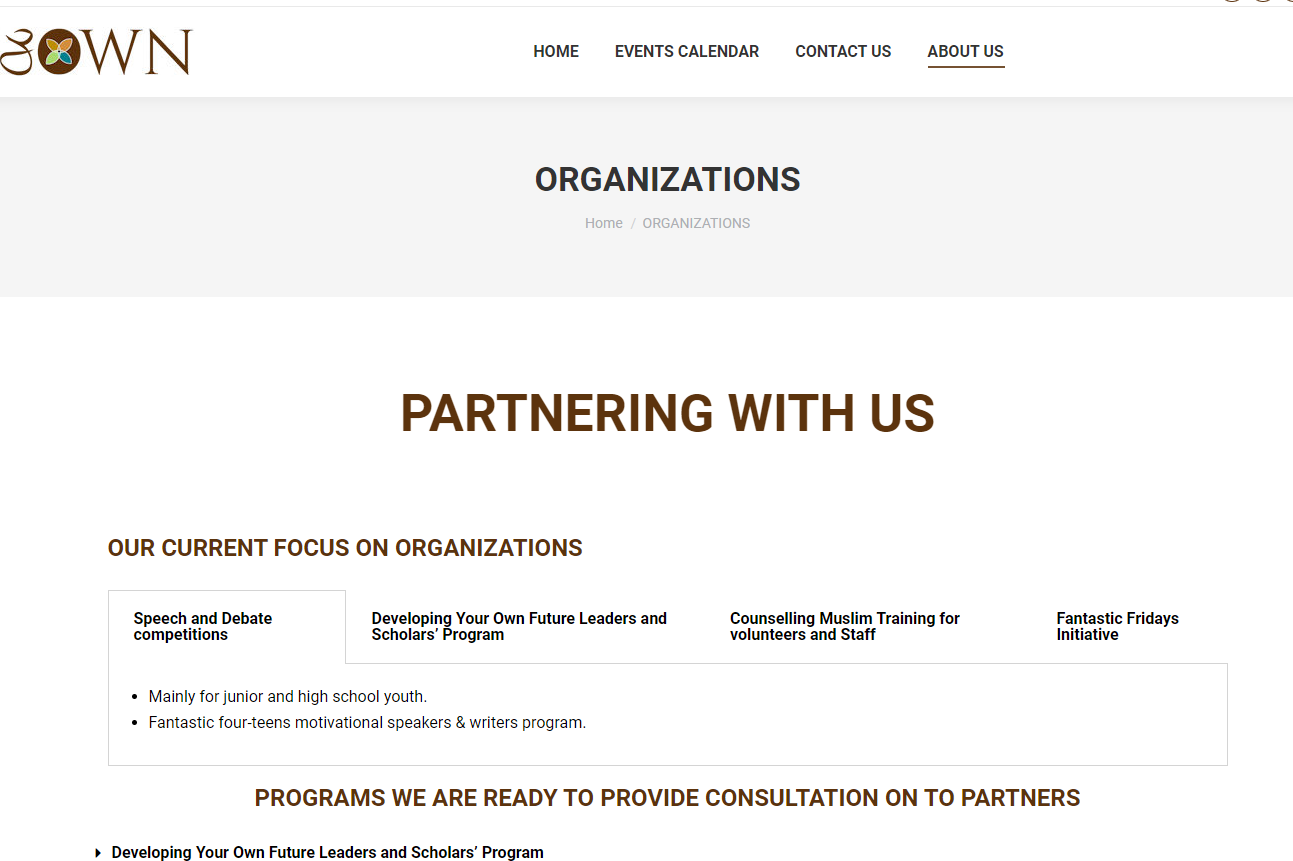 OWN
HOME EVENTS CALENDAR CONTACT US ABOUT US
ORGANIZATIONS
Home / ORGANIZATIONS
PARTNERING WITH US
OUR CURRENT FOCUS ON ORGANIZATIONS
Speech and Debate
competitions
Developing Your Own Future Leaders and
Scholars’ Program
Counselling Muslim Training for
volunteers and Staff
Fantastic Fridays
Initiative
• Mainly for junior and high school youth.
• Fantastic four-teens motivational speakers & writers program.
PROGRAMS WE ARE READY TO PROVIDE CONSULTATION ON TO PARTNERS
Developing Your Own Future Leaders and Scholars’ Program